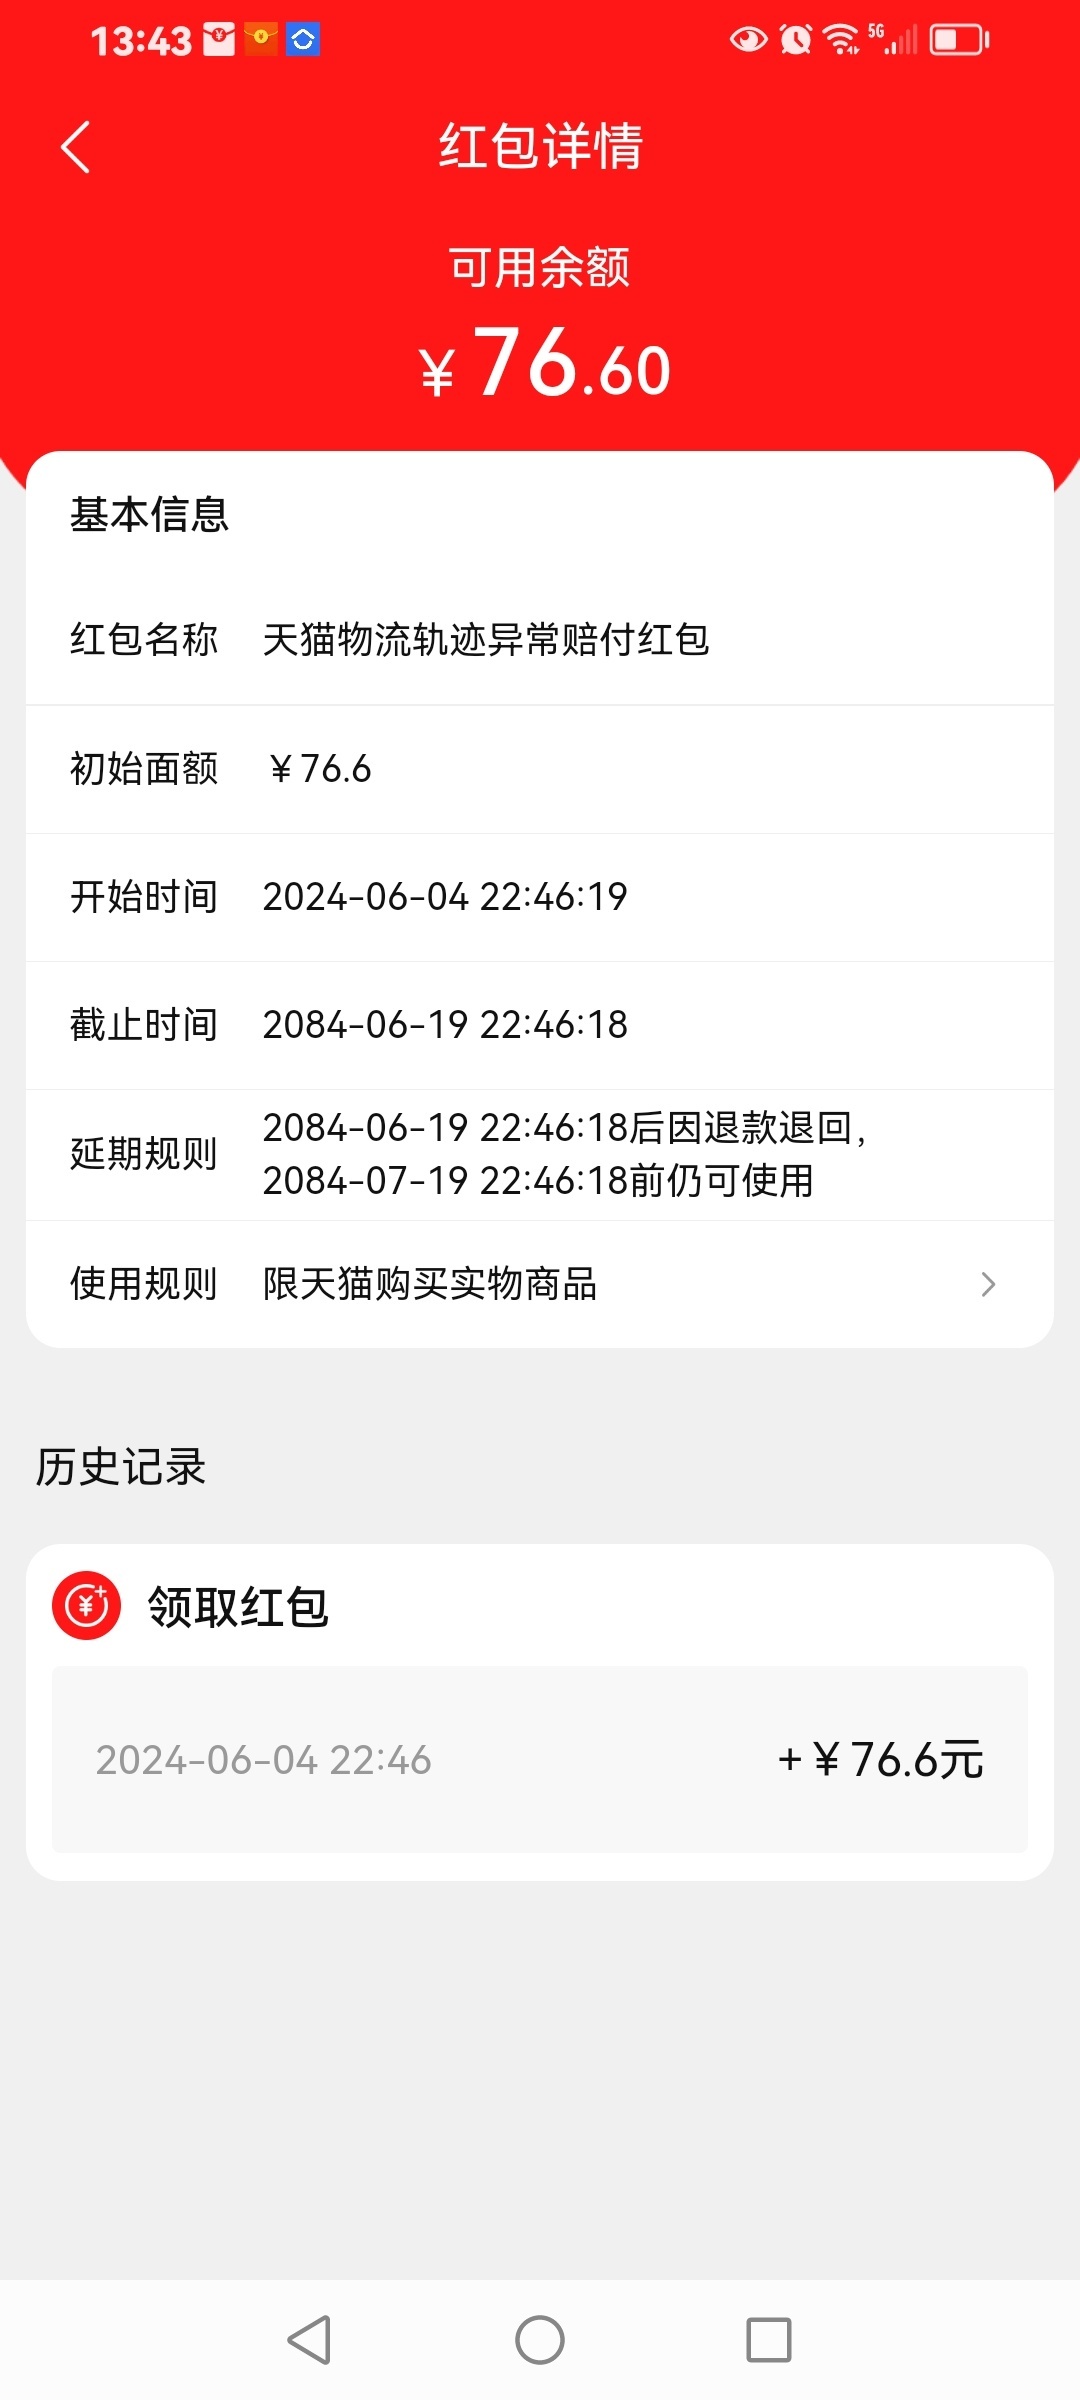 13:43
5G
红包详情
可用余额
¥76.60
基本信息
红包名称 天猫物流轨迹异常赔付红包
初始面额 ¥76.6
开始时间 2024-06-04 22:46:19
截止时间 2084-06-19 22:46:18
延期规则 2084-06-19 22:46:18后因退款退回,
2084-07-19 22:46:18前仍可使用
使用规则 限天猫购买实物商品
历史记录
领取红包
2024-06-04 22:46 +¥76.6元